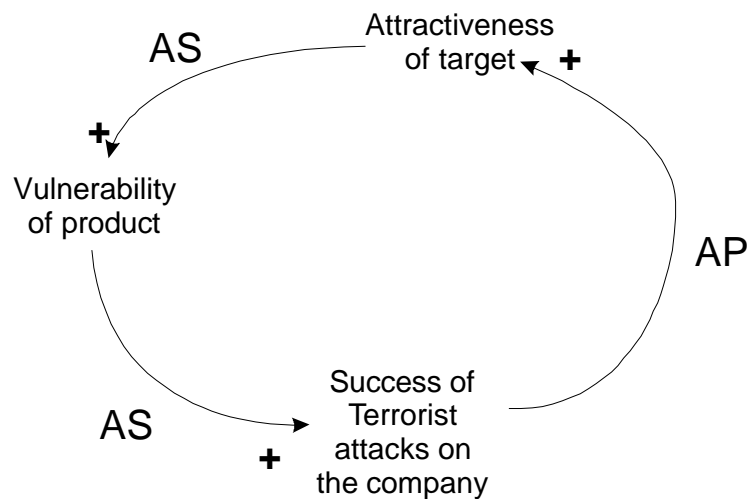 Attractiveness
of target
+
AS
+
Vulnerability
of product
AP
AS
+
Success of
Terrorist
attacks on
the company